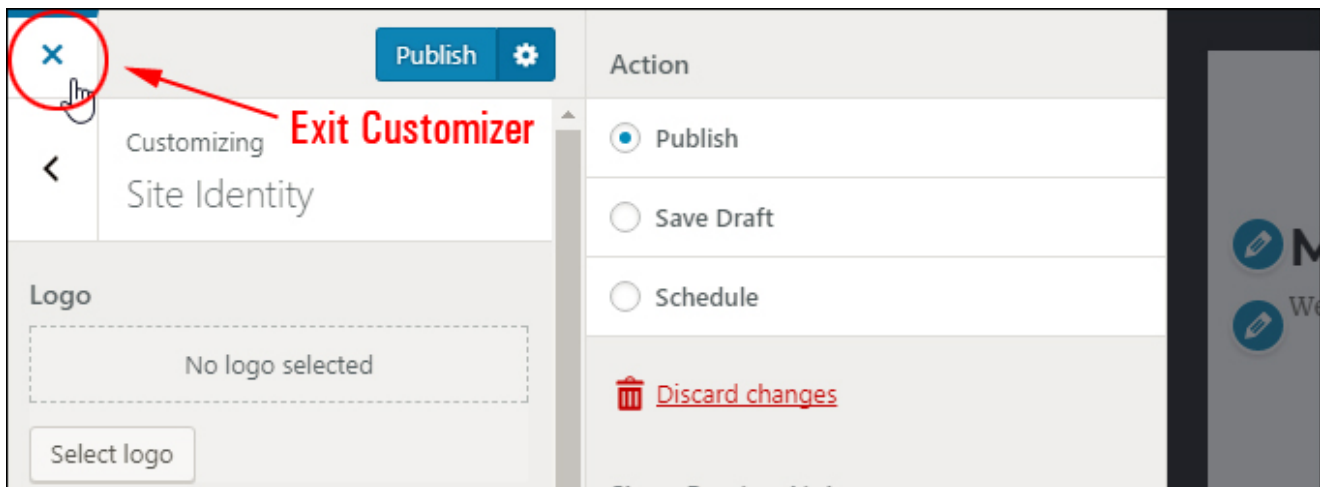 Publish
Exit Customizer
Customizing
Site Identity
Logo
No logo selected
Select logo
Action
Publish
Save Draft
Schedule
Discard changes
M
We